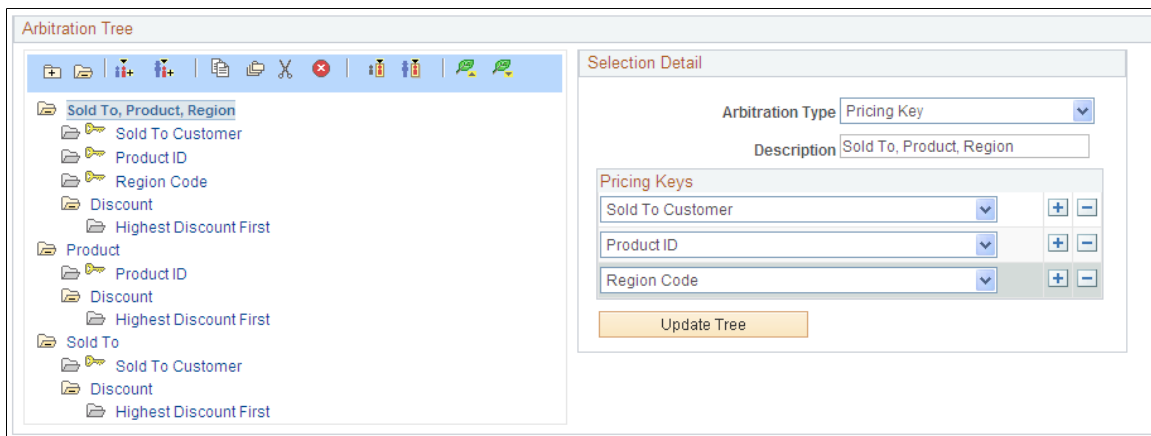 Arbitration Tree
Sold To, Product, Region
Sold To Customer
Product ID
Region Code
Discount
Highest Discount First
Product
Product ID
Discount
Highest Discount First
Sold To
Sold To Customer
Discount
Highest Discount First
Selection Detail
Arbitration Type Pricing Key
Description Sold To, Product, Region
Pricing Keys
Sold To Customer
Product ID
Region Code
Update Tree